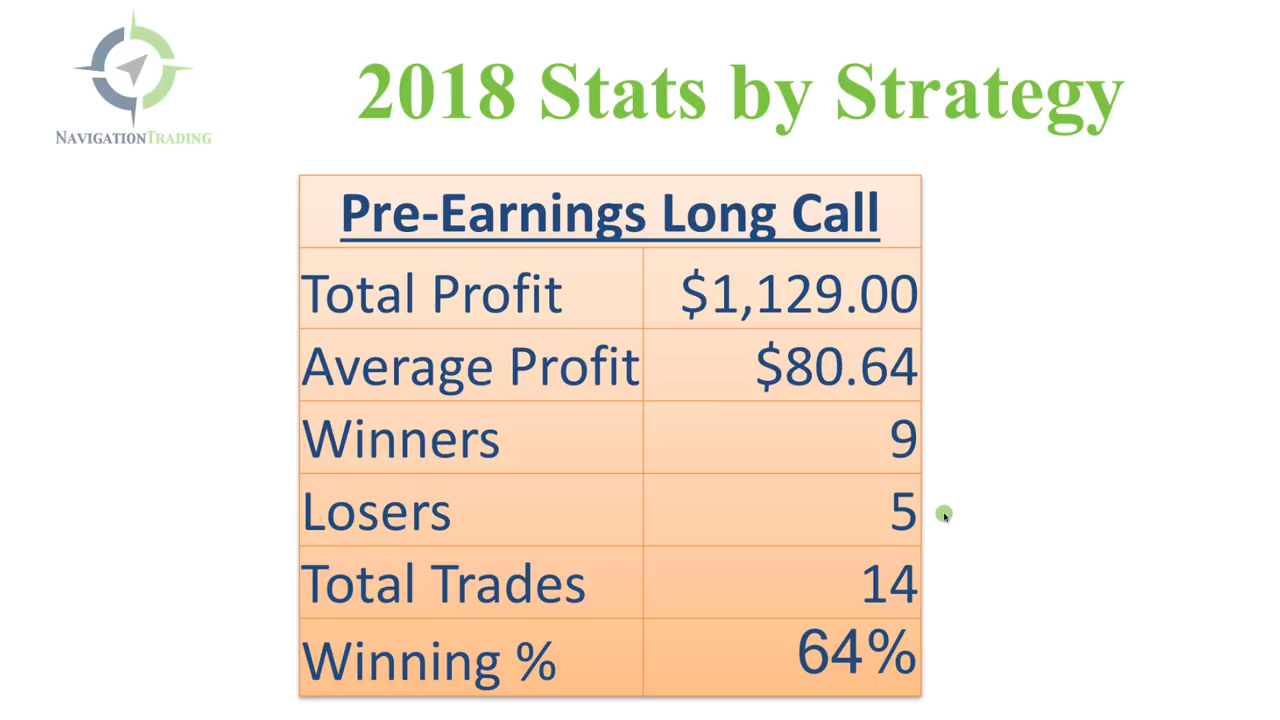 NAVIGATIONTRADING
2018 Stats by Strategy
Pre-Earnings Long Call
Total Profit $1,129.00
Average Profit $80.64
Winners 9
Losers 5
Total Trades 14
Winning % 64%